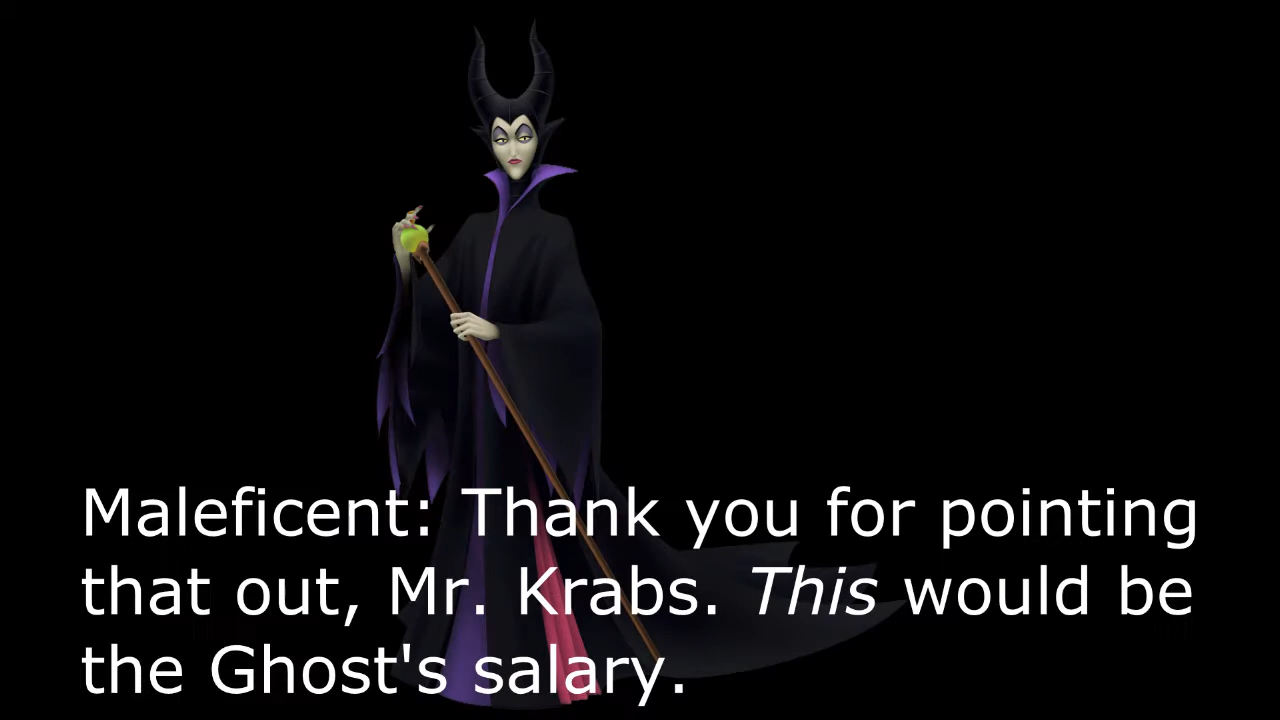 Maleficent: Thank you for pointing
that out, Mr. Krabs. This would be
the Ghost's salary.